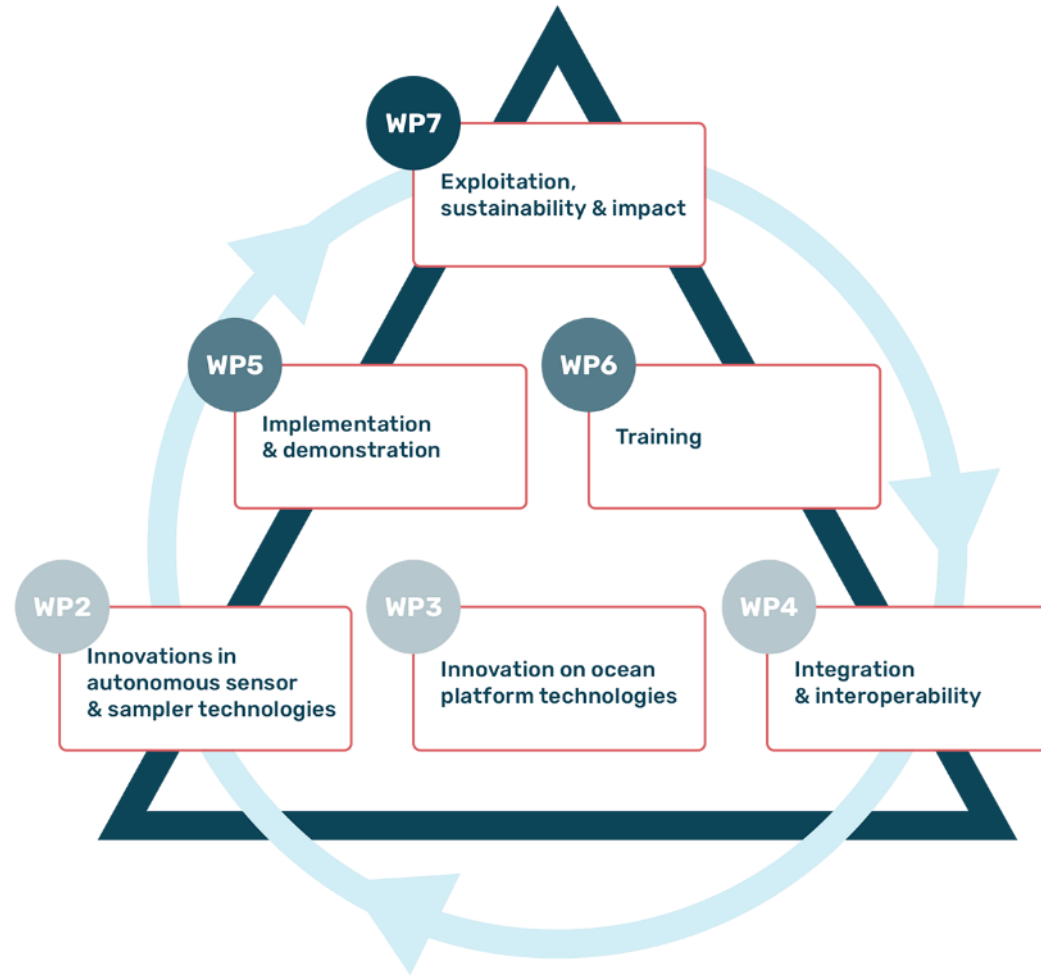 WP7
Exploitation,
sustainability & impact
WP5
Implementation
& demonstration
WP6
Training
WP2
Innovations in
autonomous sensor
& sampler technologies
WP3
Innovation on ocean
platform technologies
WP4
Integration
& interoperability